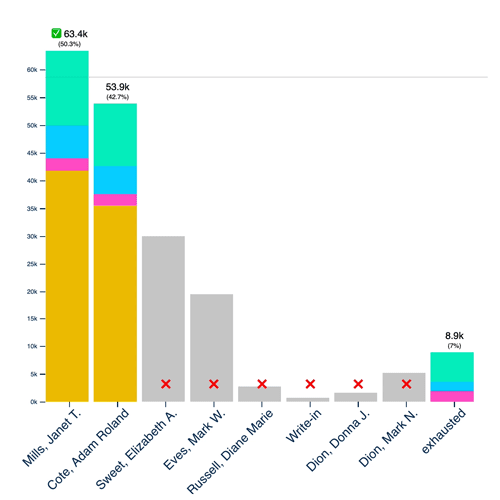 ✅ 63.4k
(50.3%)
53.9k
(42.7%)
8.9k
(7%)
60k
55k
50k
45k
40k
35k
30k
25k
20k
15k
10k
5k
0k
Mills, Janet T.
Cote, Adam Roland
Sweet, Elizabeth A.
Eves, Mark W.
Russell, Diane Marie
Write-in
Dion, Donna J.
Dion, Mark N.
exhausted